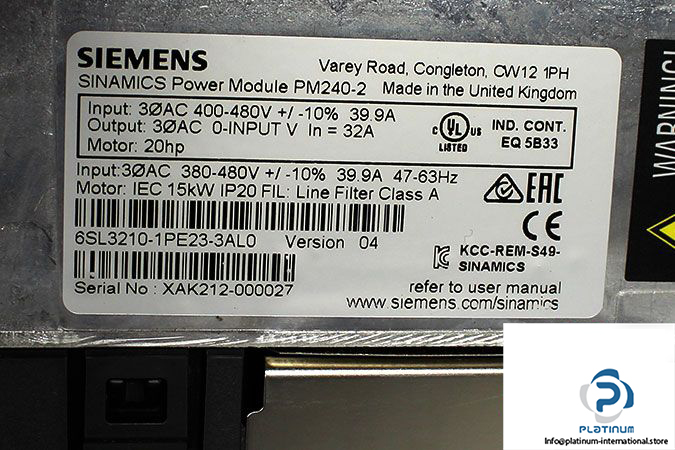 SIEMENS
Varey Road, Congleton, CW12 1PH
SINAMICS Power Module PM240-2 Made in the United Kingdom
Input: 3ØAC 400-480V +/-10% 39.9A
Output: 3ØAC 0-INPUT V In = 32A
Motor: 20hp
C UL US
LISTED
IND. CONT.
EQ 5B33
Input:3ØAC 380-480V +/-10% 39.9A 47-63Hz
Motor: IEC 15kW IP20 FIL: Line Filter Class A
EAC
CE
6SL3210-1PE23-3AL0 Version 04
KCC-REM-S49-
SINAMICS
Serial No : XAK212-000027
refer to user manual
www.siemens.com/sinamics
WARNING!
PLATINUM
Info@platinum-international.store